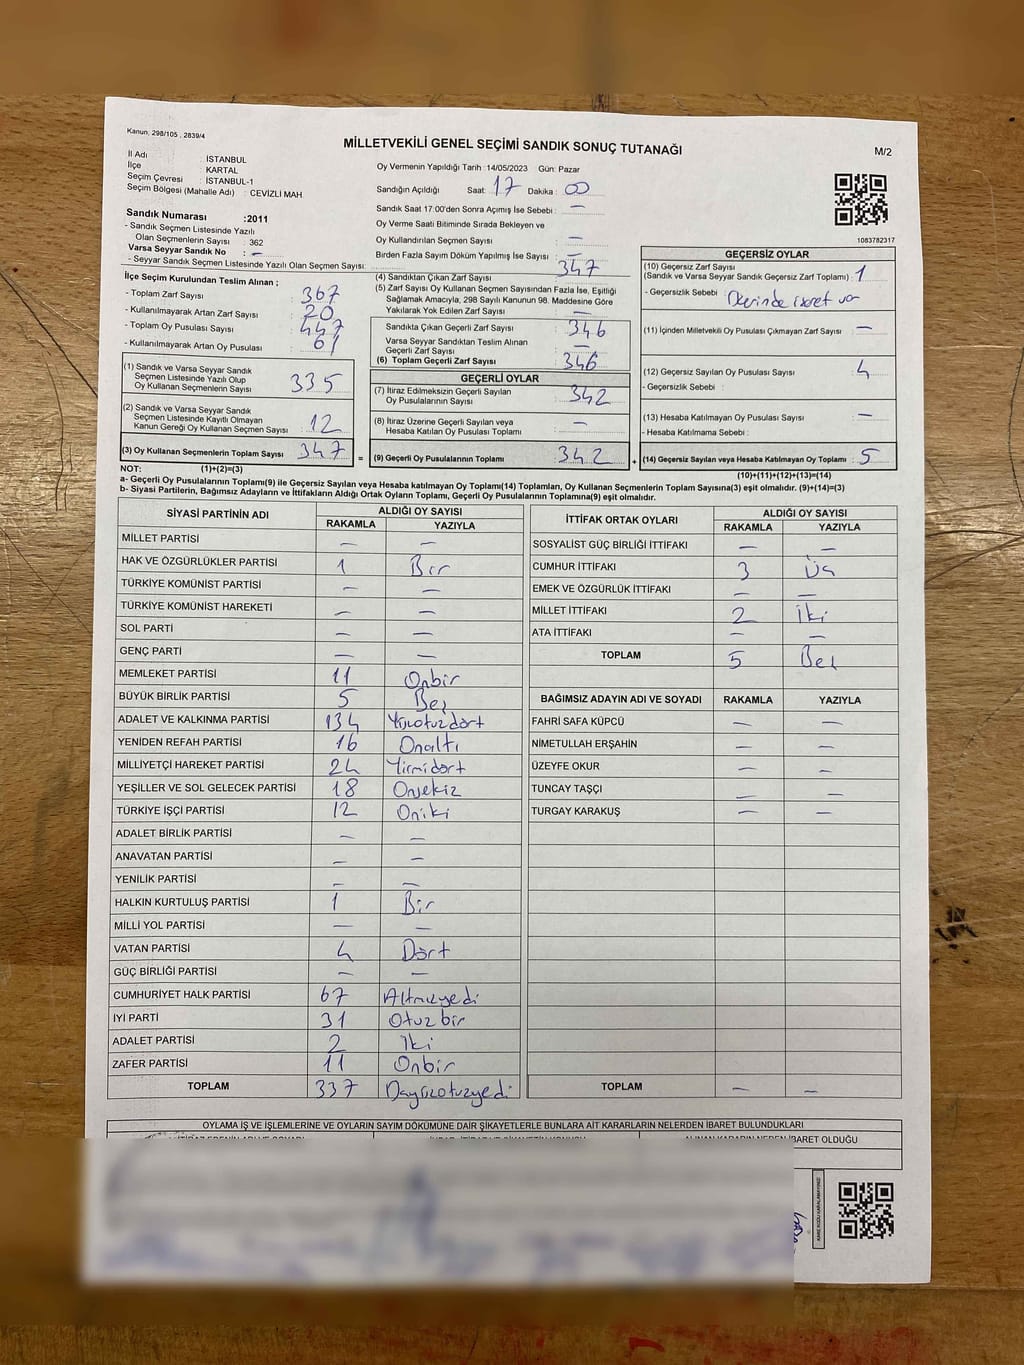 Kanun, 298/105 , 2839/4
MİLLETVEKİLİ GENEL SEÇİMİ SANDIK SONUÇ TUTANAĞI
M/2
İl Adı : İSTANBUL
İlçe : KARTAL
Seçim Çevresi : İSTANBUL-1
Seçim Bölgesi (Mahalle Adı) : CEVİZLİ MAH.
Sandık Numarası :2011
- Sandık Seçmen Listesinde Yazılı
Olan Seçmenlerin Sayısı : 362
Varsa Seyyar Sandık No : —
- Seyyar Sandık Seçmen Listesinde Yazılı Olan Seçmen Sayısı:
Oy Vermenin Yapıldığı Tarih :14/05/2023 Gün: Pazar
Sandığın Açıldığı Saat: 17 Dakika : 00
Sandık Saat 17:00'den Sonra Açımış İse Sebebi : —
Oy Verme Saati Bitiminde Sırada Bekleyen ve
Oy Kullandırılan Seçmen Sayısı : —
Birden Fazla Sayım Döküm Yapılmış İse Sayısı : —
1083782317
İlçe Seçim Kurulundan Teslim Alınan ;
- Toplam Zarf Sayısı : 367
- Kullanılmayarak Artan Zarf Sayısı : 20
- Toplam Oy Pusulası Sayısı : 447
- Kullanılmayarak Artan Oy Pusulası : 61
(1) Sandık ve Varsa Seyyar Sandık
Seçmen Listesinde Yazılı Olup
Oy Kullanan Seçmenlerin Sayısı : 335
(2) Sandık ve Varsa Seyyar Sandık
Seçmen Listesinde Kayıtlı Olmayan
Kanun Gereği Oy Kullanan Seçmen Sayısı : 12
(3) Oy Kullanan Seçmenlerin Toplam Sayısı : 347 =
(4) Sandıktan Çıkan Zarf Sayısı : 347
(5) Zarf Sayısı Oy Kullanan Seçmen Sayısından Fazla İse, Eşitliği
Sağlamak Amacıyla, 298 Sayılı Kanunun 98. Maddesine Göre
Yakılarak Yok Edilen Zarf Sayısı : —
Sandıkta Çıkan Geçerli Zarf Sayısı : 346
Varsa Seyyar Sandıktan Teslim Alınan
Geçerli Zarf Sayısı : —
(6) Toplam Geçerli Zarf Sayısı : 346
GEÇERLİ OYLAR
(7) İtiraz Edilmeksizin Geçerli Sayılan
Oy Pusulalarının Sayısı : 342
(8) İtiraz Üzerine Geçerli Sayılan veya
Hesaba Katılan Oy Pusulası Toplamı : —
(9) Geçerli Oy Pusulalarının Toplamı : 342 +
GEÇERSİZ OYLAR
(10) Geçersiz Zarf Sayısı
(Sandık ve Varsa Seyyar Sandık Geçersiz Zarf Toplamı) : 1
- Geçersizlik Sebebi : Üzerinde işaret var
(11) İçinden Milletvekili Oy Pusulası Çıkmayan Zarf Sayısı : —
(12) Geçersiz Sayılan Oy Pusulası Sayısı : 4
- Geçersizlik Sebebi :
(13) Hesaba Katılmayan Oy Pusulası Sayısı : —
- Hesaba Katılmama Sebebi :
(14) Geçersiz Sayılan veya Hesaba Katılmayan Oy Toplamı : 5
NOT: (1)+(2)=(3) (10)+(11)+(12)+(13)=(14)
a- Geçerli Oy Pusulalarının Toplamı(9) ile Geçersiz Sayılan veya Hesaba katılmayan Oy Toplamı(14) Toplamları, Oy Kullanan Seçmenlerin Toplam Sayısına(3) eşit olmalıdır. (9)+(14)=(3)
b- Siyasi Partilerin, Bağımsız Adayların ve İttifakların Aldığı Ortak Oyların Toplamı, Geçerli Oy Pusulalarının Toplamına(9) eşit olmalıdır.
SİYASİ PARTİNİN ADI ALDIĞI OY SAYISI
RAKAMLA YAZIYLA
MİLLET PARTİSİ — —
HAK VE ÖZGÜRLÜKLER PARTİSİ 1 Bir
TÜRKİYE KOMÜNİST PARTİSİ — —
TÜRKİYE KOMÜNİST HAREKETİ — —
SOL PARTİ — —
GENÇ PARTİ — —
MEMLEKET PARTİSİ 11 Onbir
BÜYÜK BİRLİK PARTİSİ 5 Beş
ADALET VE KALKINMA PARTİSİ 134 Yüzotuzdört
YENİDEN REFAH PARTİSİ 16 Onaltı
MİLLİYETÇİ HAREKET PARTİSİ 24 Yirmidört
YEŞİLLER VE SOL GELECEK PARTİSİ 18 Onsekiz
TÜRKİYE İŞÇİ PARTİSİ 12 Oniki
ADALET BİRLİK PARTİSİ — —
ANAVATAN PARTİSİ — —
YENİLİK PARTİSİ — —
HALKIN KURTULUŞ PARTİSİ 1 Bir
MİLLİ YOL PARTİSİ — —
VATAN PARTİSİ 4 Dört
GÜÇ BİRLİĞİ PARTİSİ — —
CUMHURİYET HALK PARTİSİ 67 Altmışyedi
İYİ PARTİ 31 Otuzbir
ADALET PARTİSİ 2 İki
ZAFER PARTİSİ 11 Onbir
TOPLAM 337
İTTİFAK ORTAK OYLARI ALDIĞI OY SAYISI
RAKAMLA YAZIYLA
SOSYALİST GÜÇ BİRLİĞİ İTTİFAKI — —
CUMHUR İTTİFAKI 3 Üç
EMEK VE ÖZGÜRLÜK İTTİFAKI — —
MİLLET İTTİFAKI 2 İki
ATA İTTİFAKI — —
TOPLAM 5 Beş
BAĞIMSIZ ADAYIN ADI VE SOYADI RAKAMLA YAZIYLA
FAHRİ SAFA KÜPCÜ — —
NİMETULLAH ERŞAHİN — —
ÜZEYFE OKUR — —
TUNCAY TAŞÇI — —
TURGAY KARAKUŞ — —
TOPLAM — —
OYLAMA İŞ VE İŞLEMLERİNE VE OYLARIN SAYIM DÖKÜMÜNE DAİR ŞİKAYETLERLE BUNLARA AİT KARARLARIN NELERDEN İBARET BULUNDUKLARI